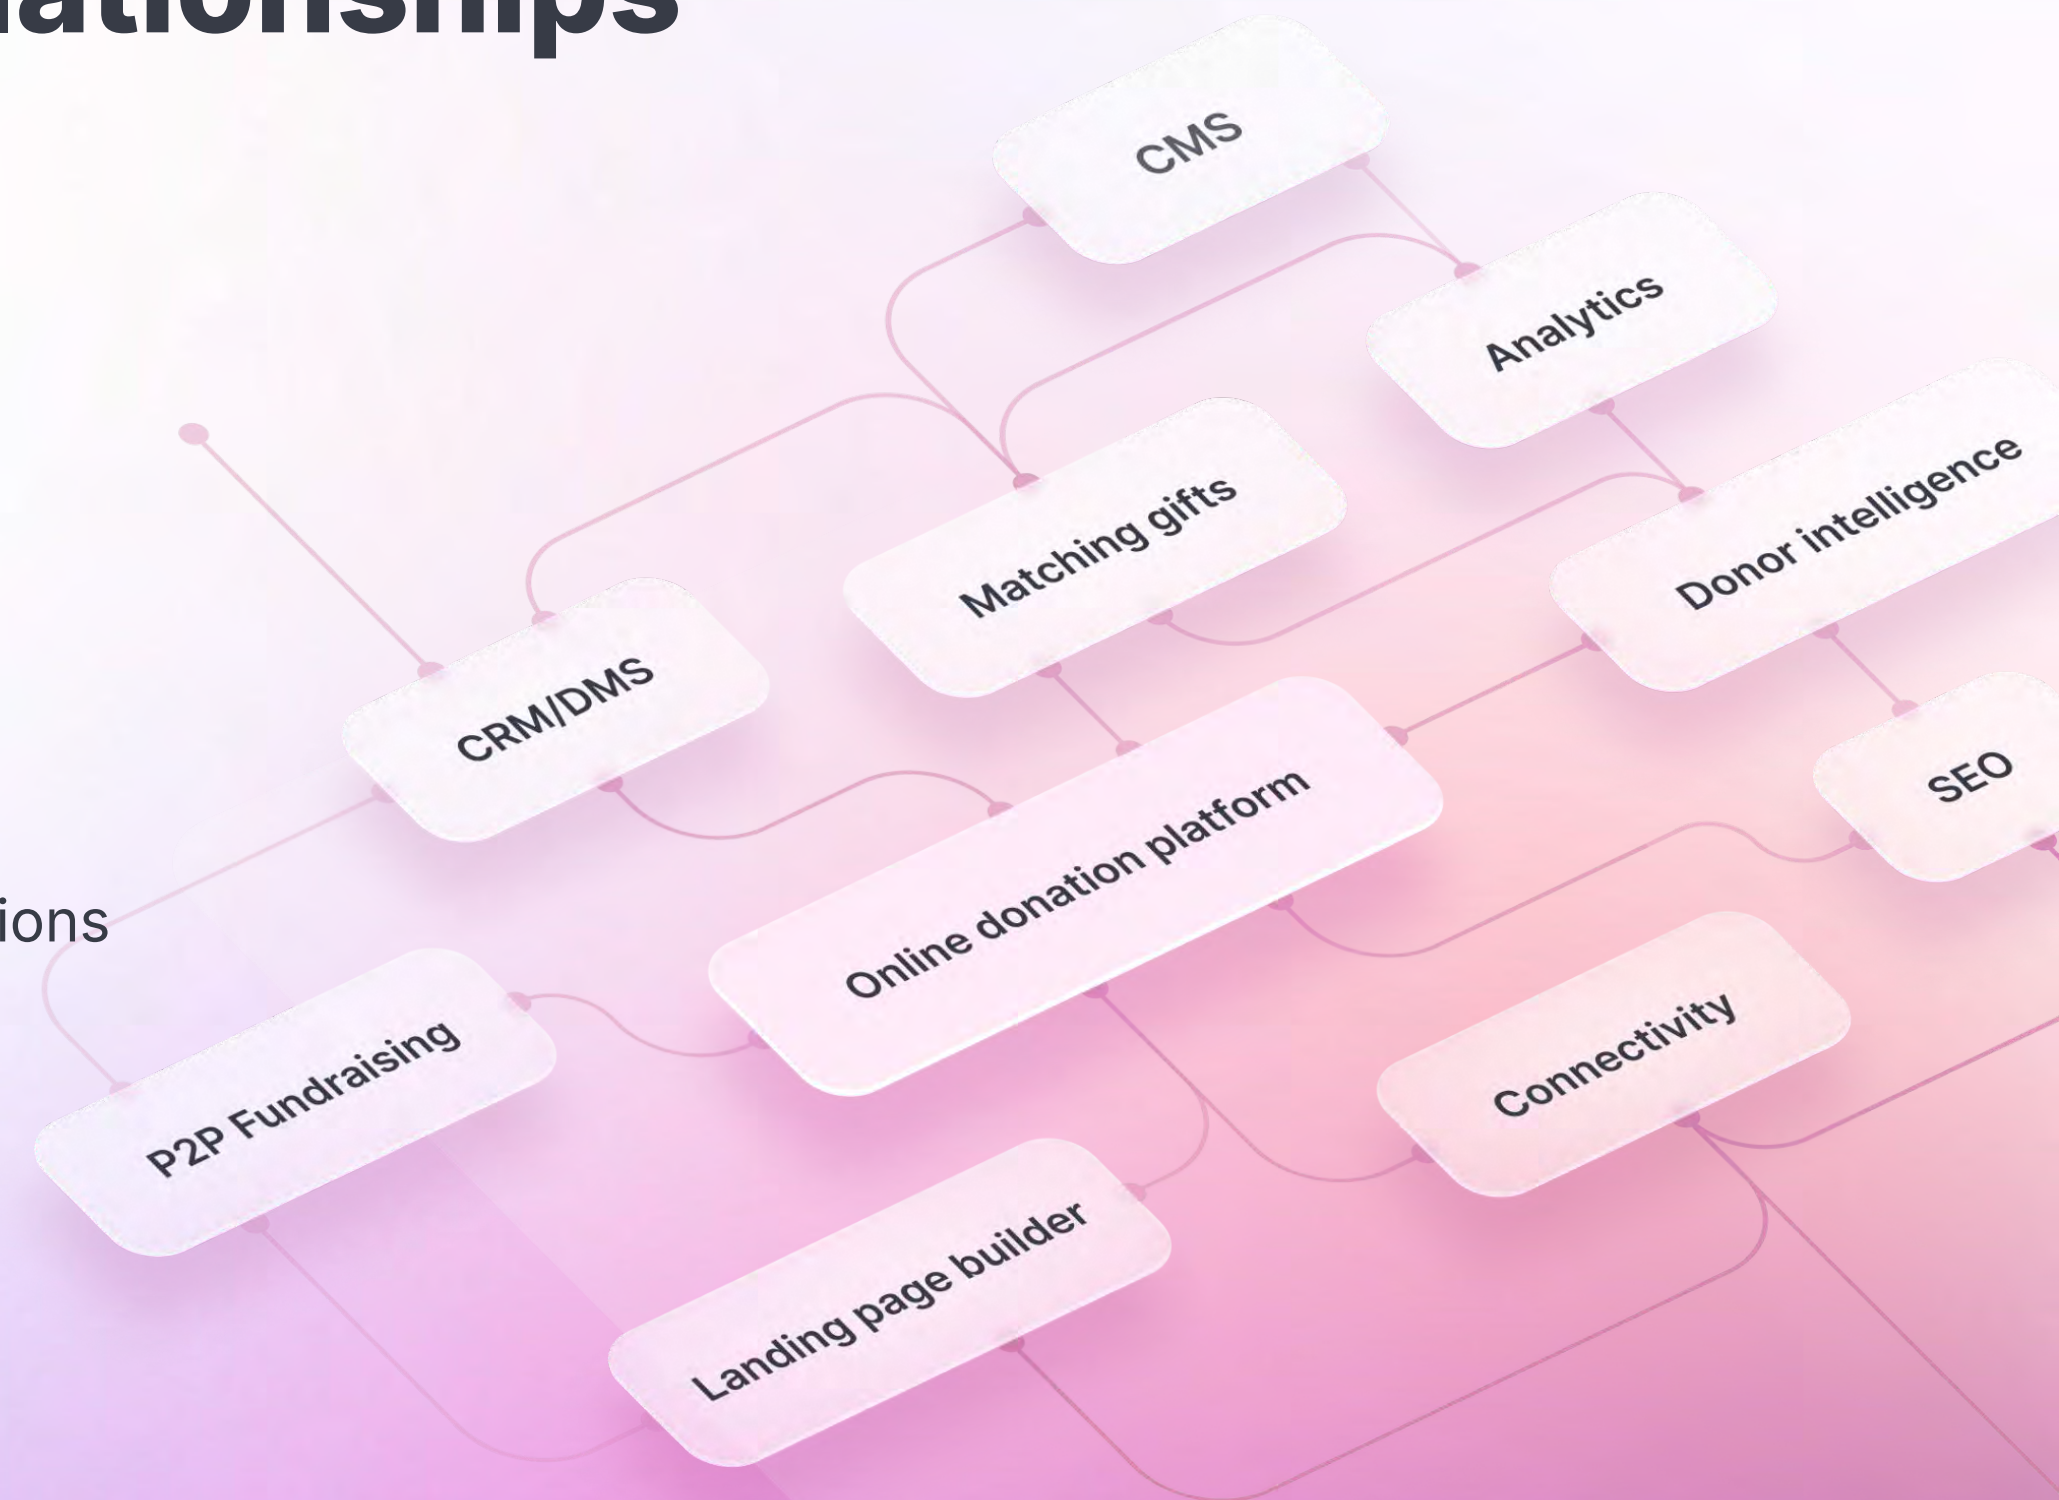 lationships
CMS
Analytics
Matching gifts
Donor intelligence
CRM/DMS
SEO
Online donation platform
ions
Connectivity
P2P Fundraising
Landing page builder